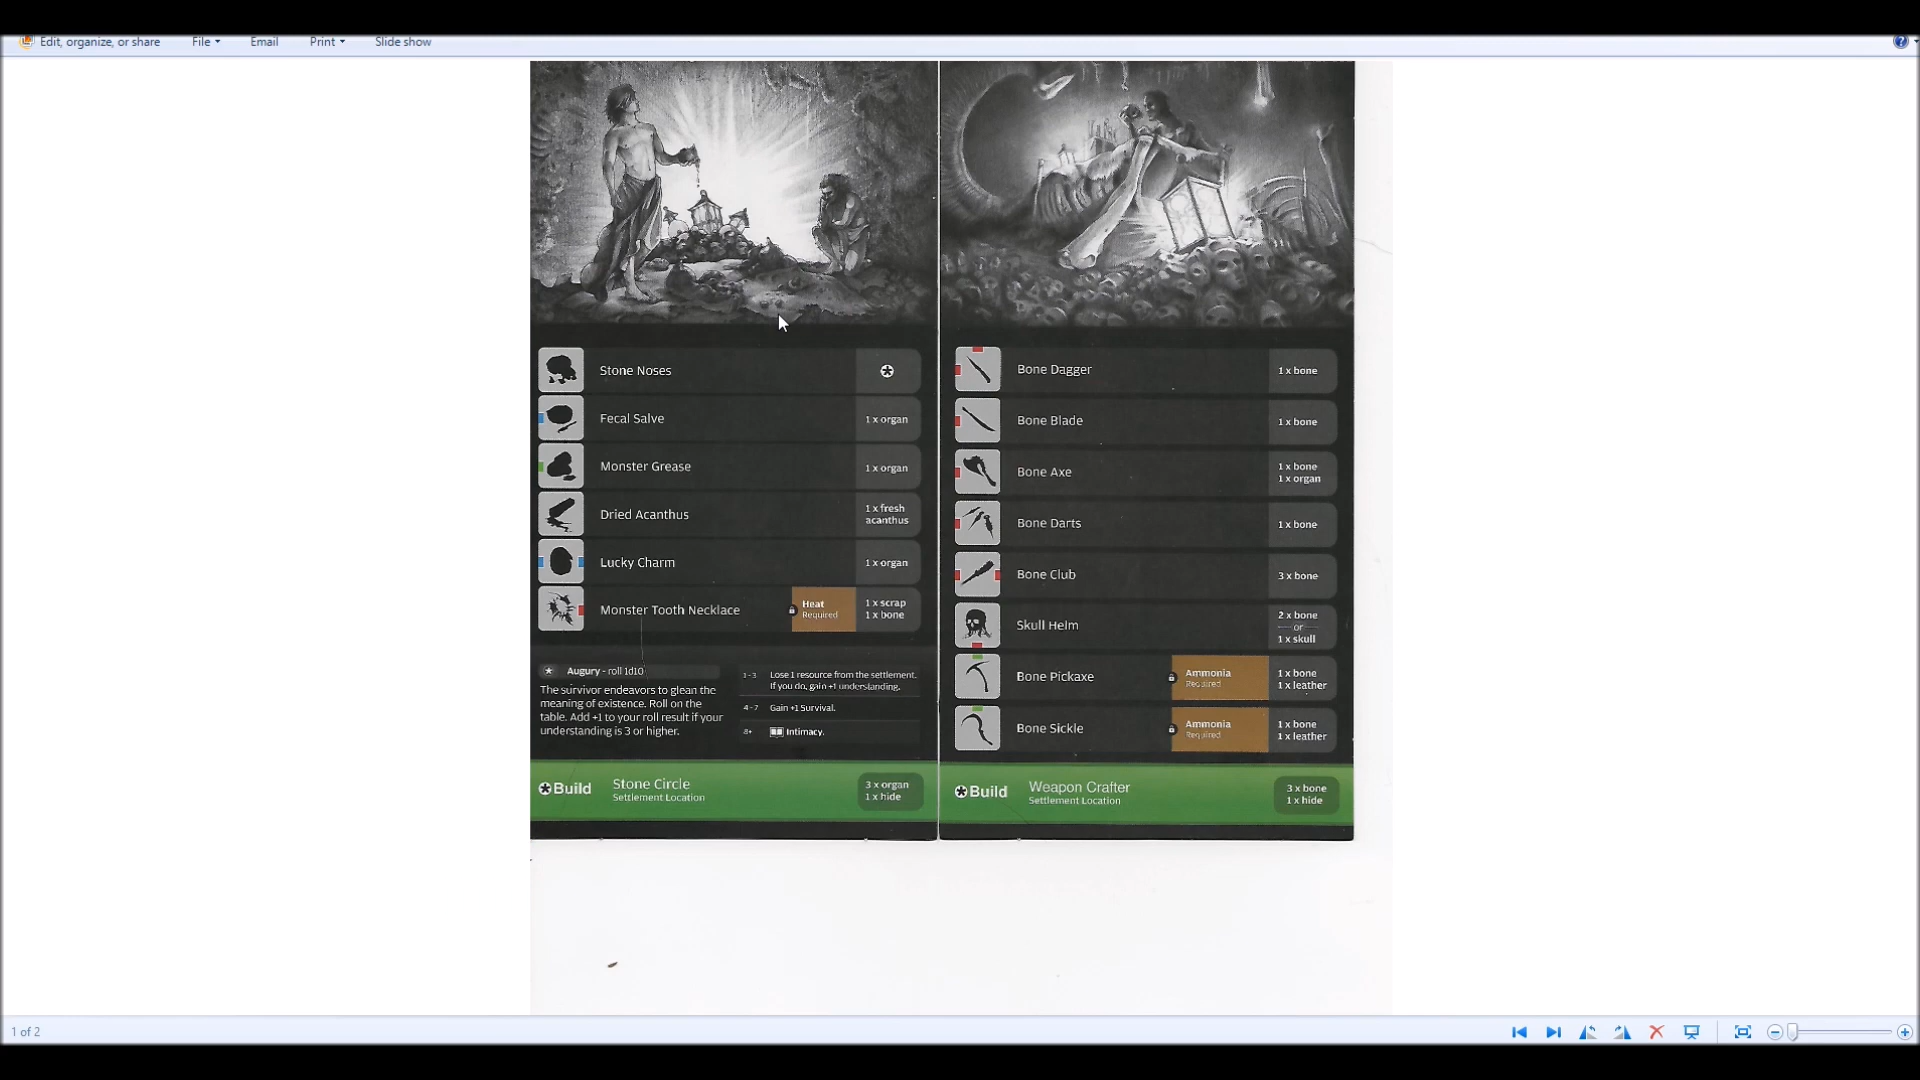 Edit, organize, or share
File
Email
Print
Slide show
Stone Noses
Fecal Salve
1 x organ
Monster Grease
1 x organ
Dried Acanthus
1 x fresh
acanthus
Lucky Charm
1 x organ
Monster Tooth Necklace
Heat
Required
1 x scrap
1 x bone
Augury - roll 1d10
The survivor endeavors to glean the
meaning of existence. Roll on the
table. Add +1 to your roll result if your
understanding is 3 or higher.
1-3 Lose 1 resource from the settlement.
If you do, gain +1 understanding.
4-7 Gain +1 Survival.
8+ Intimacy.
Build
Stone Circle
Settlement Location
3 x organ
1 x hide
Bone Dagger
1 x bone
Bone Blade
1 x bone
Bone Axe
1 x bone
1 x organ
Bone Darts
1 x bone
Bone Club
3 x bone
Skull Helm
2 x bone
or
1 x skull
Bone Pickaxe
Ammonia
Required
1 x bone
1 x leather
Bone Sickle
Ammonia
Required
1 x bone
1 x leather
Build
Weapon Crafter
Settlement Location
3 x bone
1 x hide
1 of 2